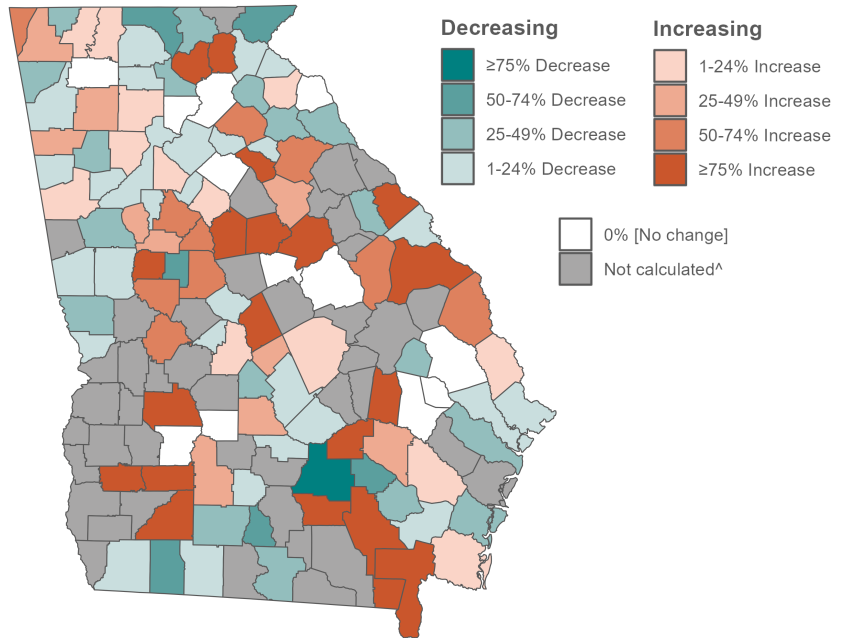 Decreasing
≥75% Decrease
50-74% Decrease
25-49% Decrease
1-24% Decrease
Increasing
1-24% Increase
25-49% Increase
50-74% Increase
≥75% Increase
0% [No change]
Not calculated^